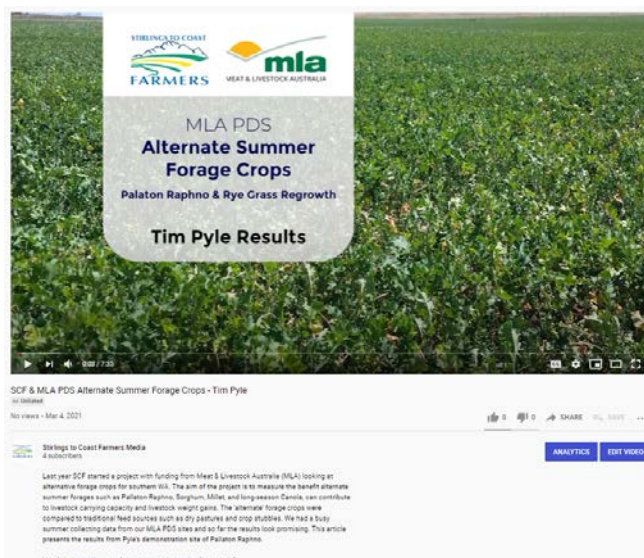 STIRLINGS TO COAST
FARMERS
mla
MEAT & LIVESTOCK AUSTRALIA
MLA PDS
Alternate Summer
Forage Crops
Palaton Raphno & Rye Grass Regrowth
Tim Pyle Results
0:03 / 7:33
SCF & MLA PDS Alternate Summer Forage Crops - Tim Pyle
Unlisted
No views • Mar 4, 2021
0
0
SHARE
SAVE
Stirlings to Coast Farmers Media
4 subscribers
ANALYTICS
EDIT VIDEO
Last year SCF started a project with funding from Meat & Livestock Australia (MLA) looking at
alternative forage crops for southern WA. The aim of the project is to measure the benefit alternate
summer forages such as Pallaton Raphno, Sorghum, Millet, and long-season Canola, can contribute
to livestock carrying capacity and livestock weight gains. The 'alternate' forage crops were
compared to traditional feed sources such as dry pastures and crop stubbles. We had a busy
summer collecting data from our MLA PDS sites and so far the results look promising. This article
presents the results from Pyle's demonstration site of Pallaton Raphno.